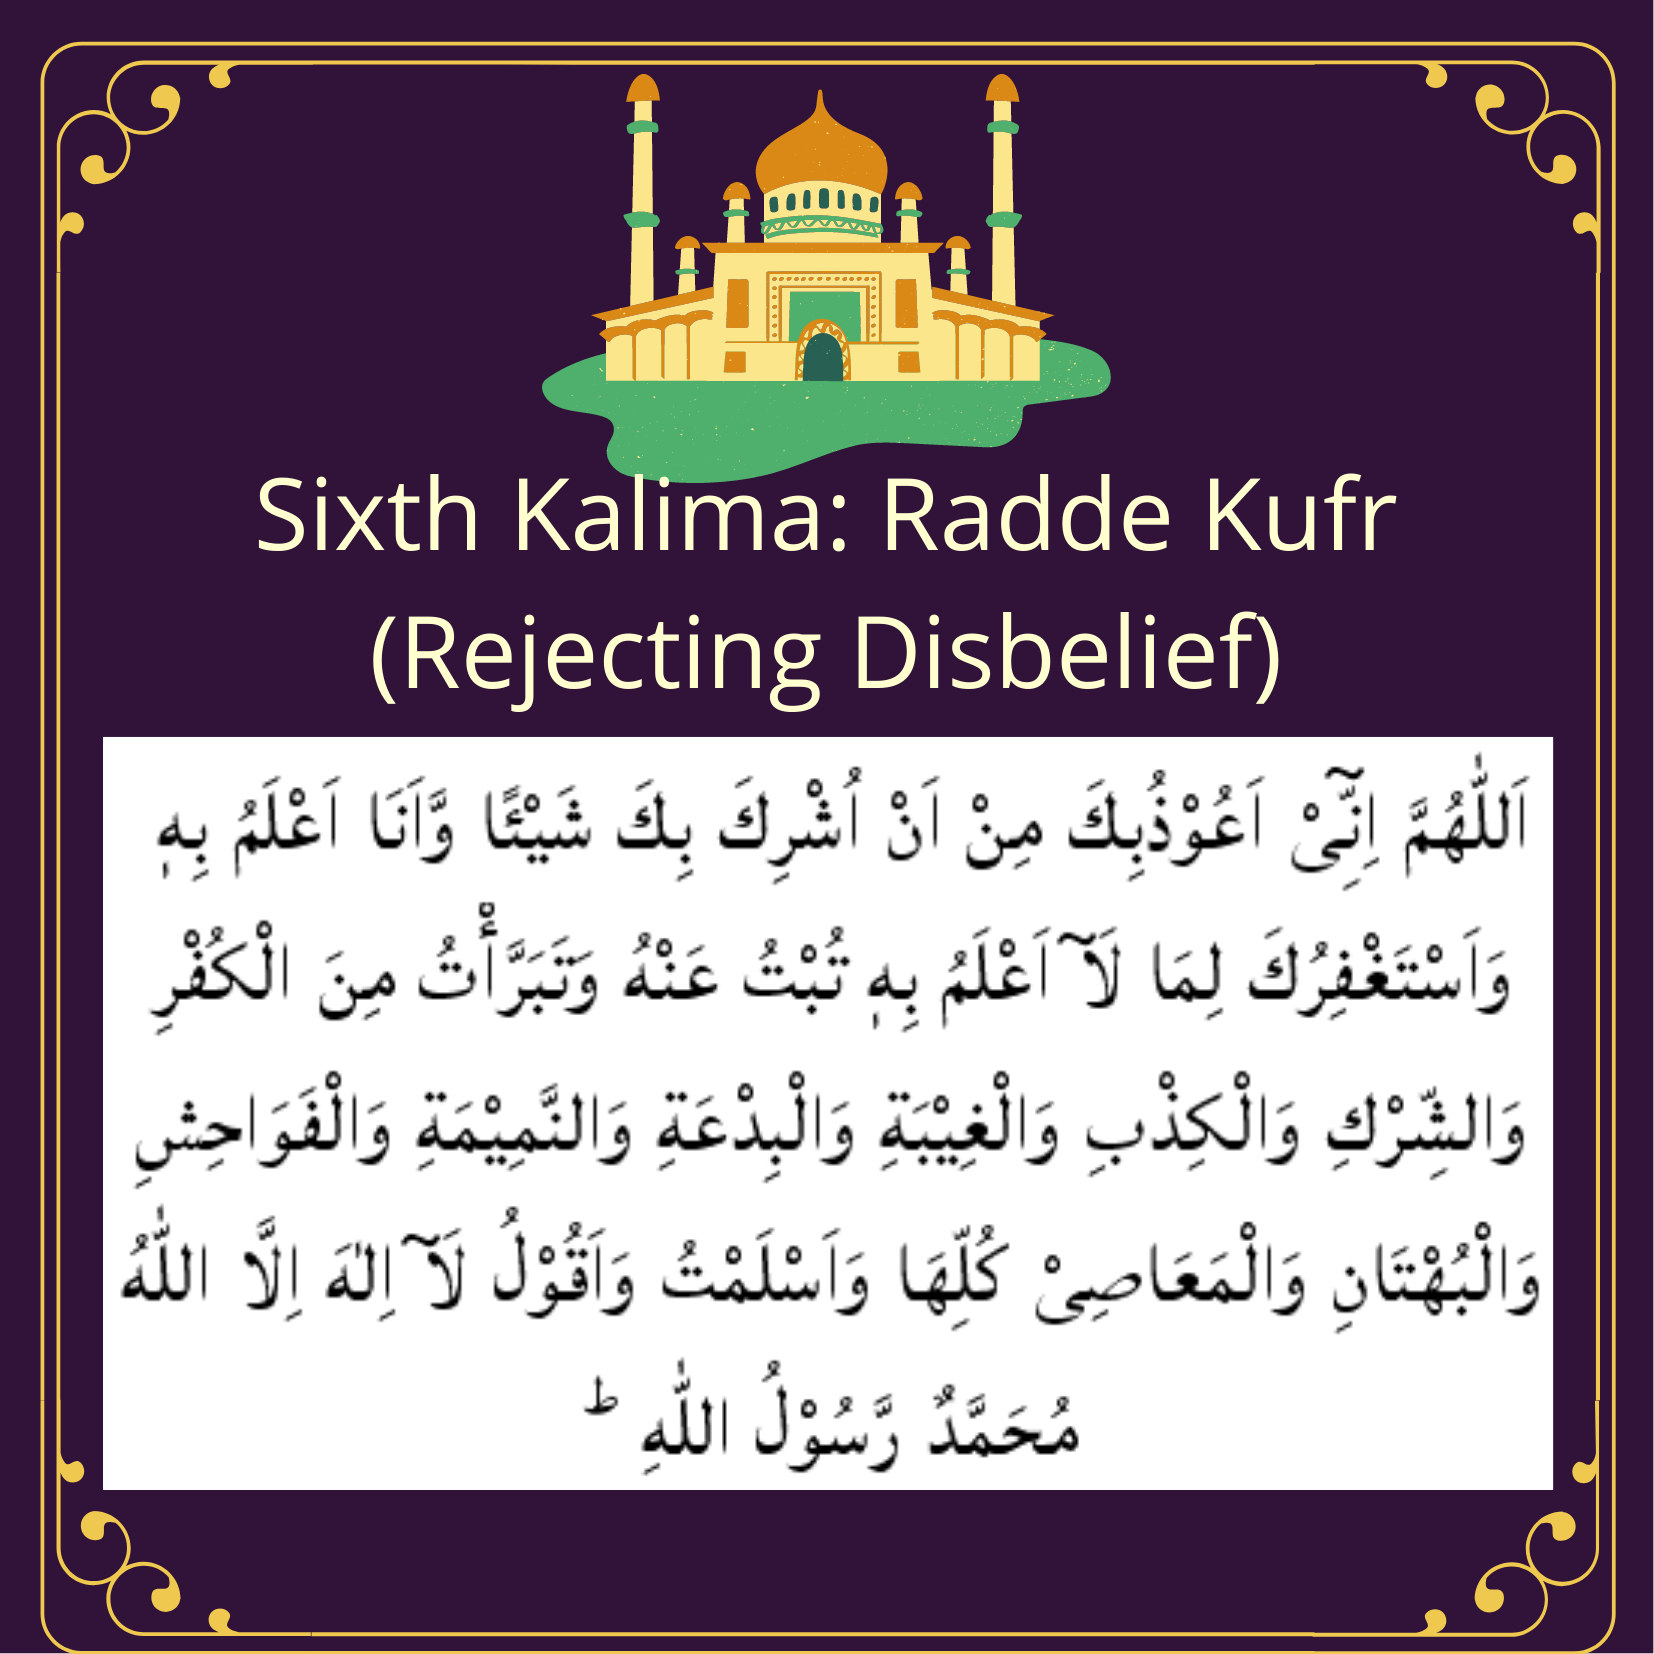 Sixth Kalima: Radde Kufr
(Rejecting Disbelief)
اَللّٰهُمَّ اِنِّیْۤ اَعُوْذُبِكَ مِنْ اَنْ اُشْرِكَ بِكَ شَیْئًا وَّاَنَا اَعْلَمُ بِهٖ
وَاَسْتَغْفِرُكَ لِمَا لَاۤ اَعْلَمُ بِهٖ تُبْتُ عَنْهُ وَتَبَرَّأْتُ مِنَ الْكُفْرِ
وَالشِّرْكِ وَالْكِذْبِ وَالْغِیْبَةِ وَالْبِدْعَةِ وَالنَّمِیْمَةِ وَالْفَوَاحِشِ
وَالْبُهْتَانِ وَالْمَعَاصِیْ كُلِّهَا وَاَسْلَمْتُ وَاَقُوْلُ لَاۤ اِلٰهَ اِلَّا اللّٰهُ
مُحَمَّدٌ رَّسُوْلُ اللّٰهِ ؕ